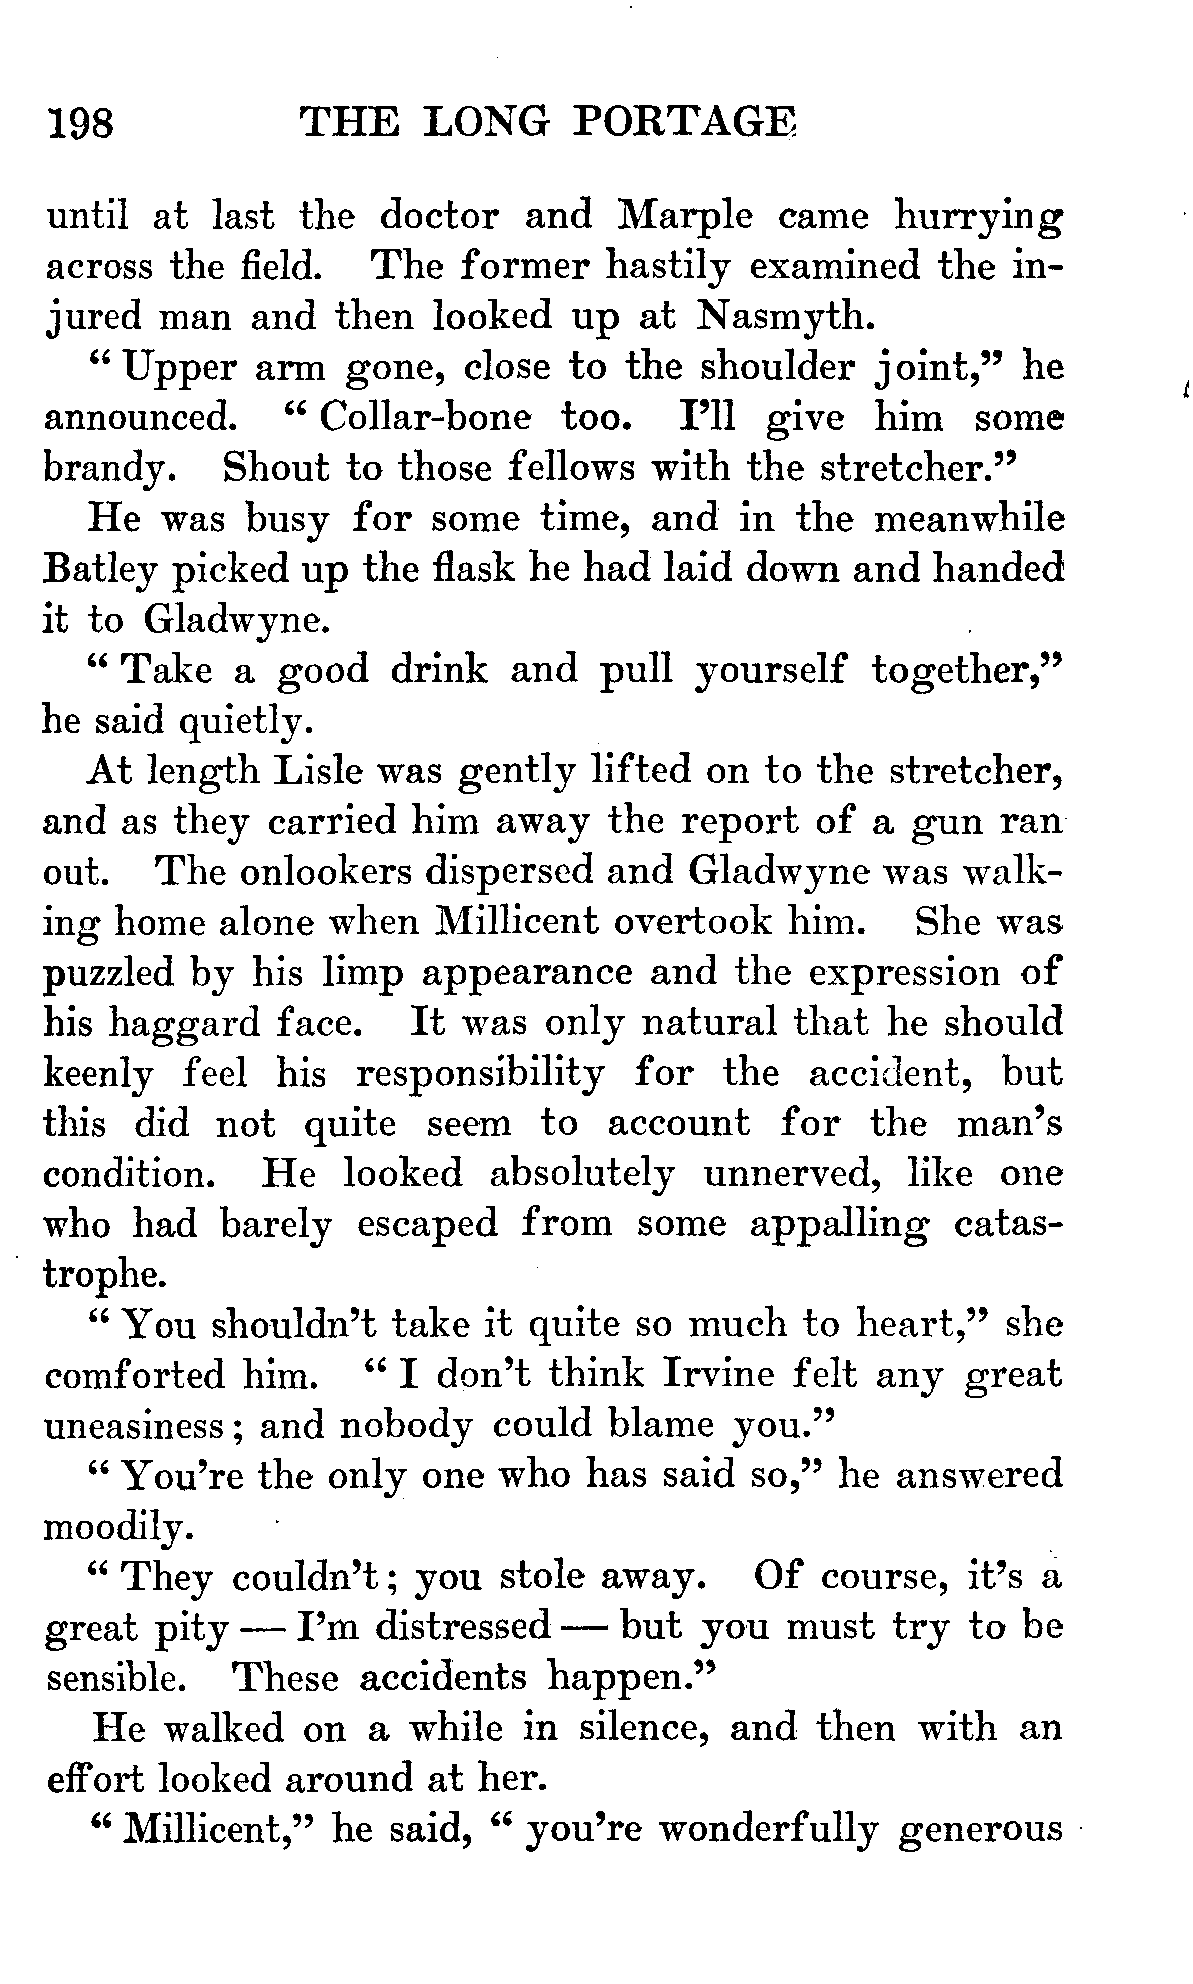 198 THE LONG PORTAGE
until at last the doctor and Marple came hurrying
across the field. The former hastily examined the in-
jured man and then looked up at Nasmyth.
“ Upper arm gone, close to the shoulder joint,” he
announced. “ Collar-bone too. I’ll give him some
brandy. Shout to those fellows with the stretcher.”
He was busy for some time, and in the meanwhile
Batley picked up the flask he had laid down and handed
it to Gladwyne.
“ Take a good drink and pull yourself together,”
he said quietly.
At length Lisle was gently lifted on to the stretcher,
and as they carried him away the report of a gun ran
out. The onlookers dispersed and Gladwyne was walk-
ing home alone when Millicent overtook him. She was
puzzled by his limp appearance and the expression of
his haggard face. It was only natural that he should
keenly feel his responsibility for the accident, but
this did not quite seem to account for the man’s
condition. He looked absolutely unnerved, like one
who had barely escaped from some appalling catas-
trophe.
“ You shouldn’t take it quite so much to heart,” she
comforted him. “ I don’t think Irvine felt any great
uneasiness; and nobody could blame you.”
“ You’re the only one who has said so,” he answered
moodily.
“ They couldn’t; you stole away. Of course, it’s a
great pity — I’m distressed — but you must try to be
sensible. These accidents happen.”
He walked on a while in silence, and then with an
effort looked around at her.
“ Millicent,” he said, “ you’re wonderfully generous